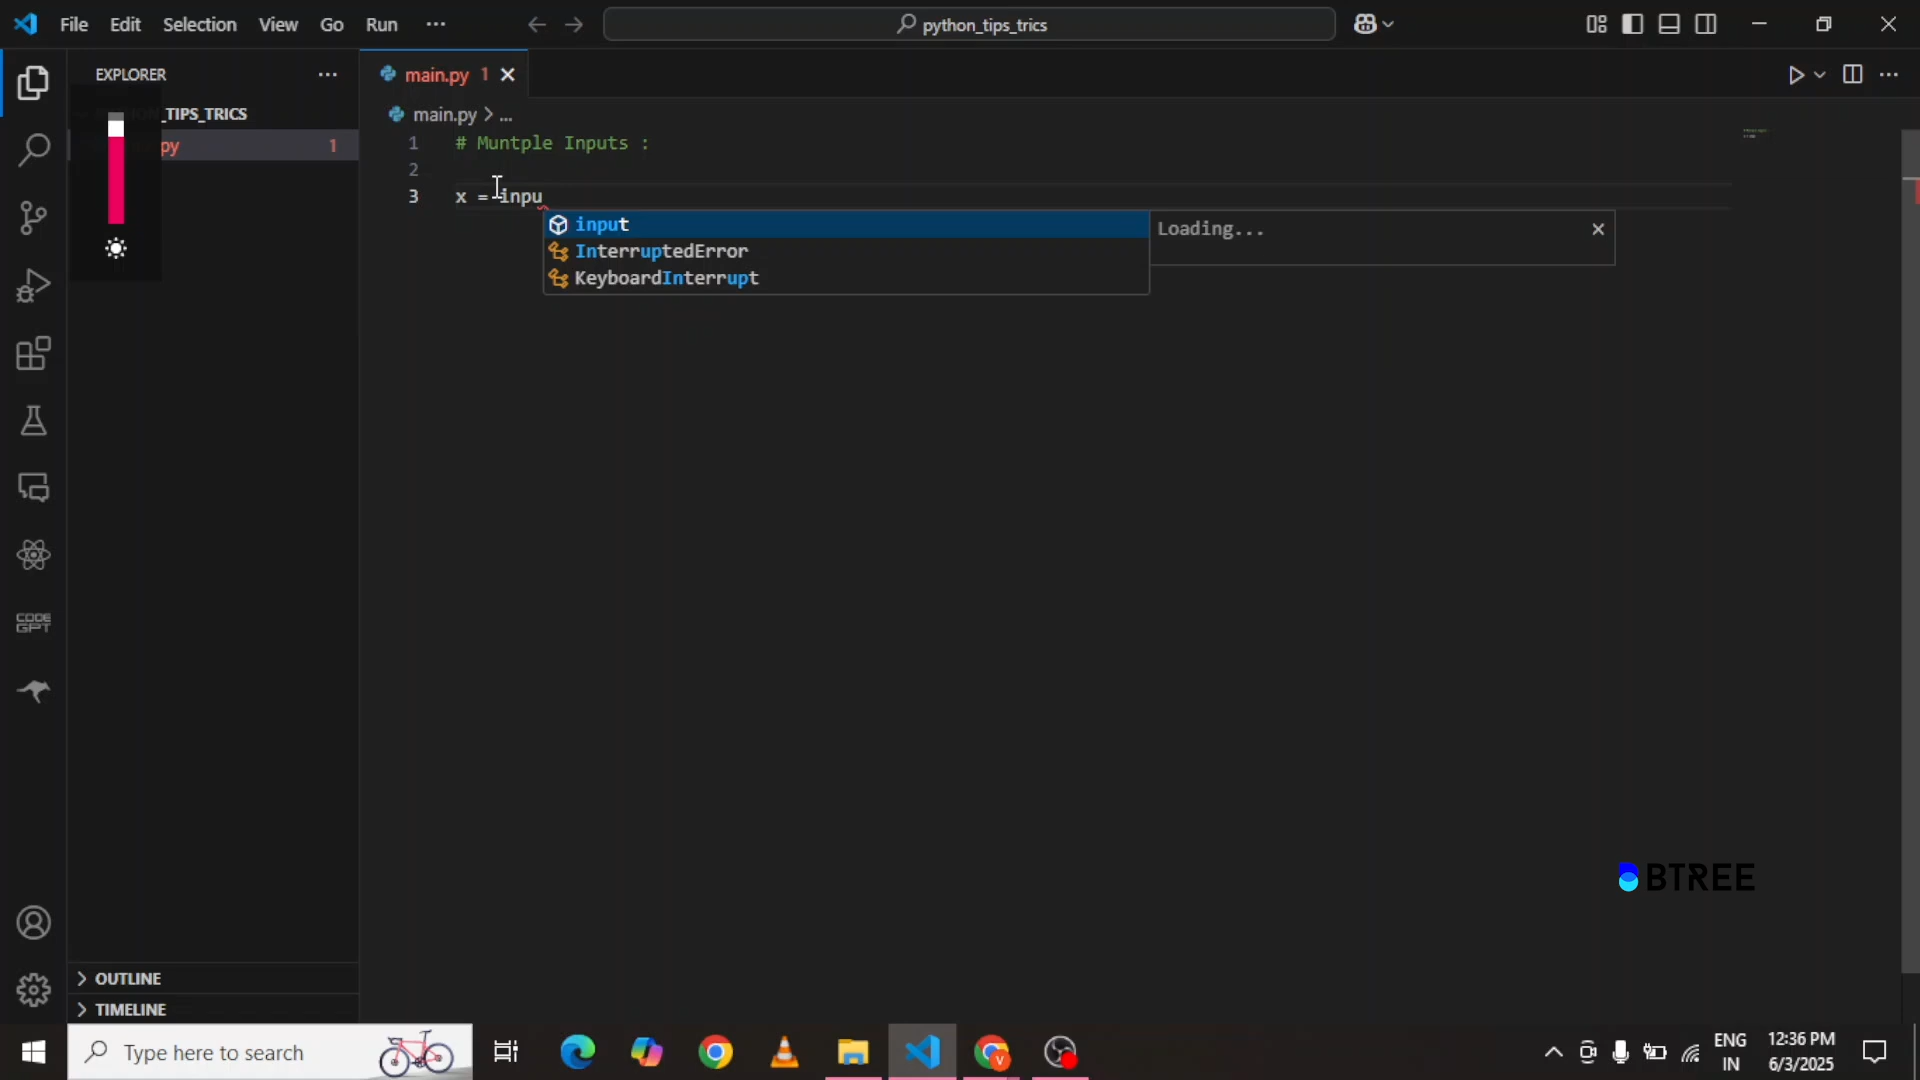 File Edit Selection View Go Run ···
python_tips_trics
EXPLORER
_TIPS_TRICS
py 1
main.py 1
main.py > ...
1 # Muntple Inputs :
2
3 x = inpu
input
InterruptedError
KeyboardInterrupt
Loading...
CODE
GPT
BTREE
OUTLINE
TIMELINE
Type here to search
ENG
IN
12:36 PM
6/3/2025